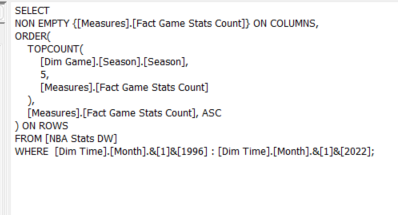 SELECT
NON EMPTY {[Measures].[Fact Game Stats Count]} ON COLUMNS,
ORDER(
TOPCOUNT(
[Dim Game].[Season].[Season],
5,
[Measures].[Fact Game Stats Count]
),
[Measures].[Fact Game Stats Count], ASC
) ON ROWS
FROM [NBA Stats DW]
WHERE [Dim Time].[Month].&[1]&[1996] : [Dim Time].[Month].&[1]&[2022];